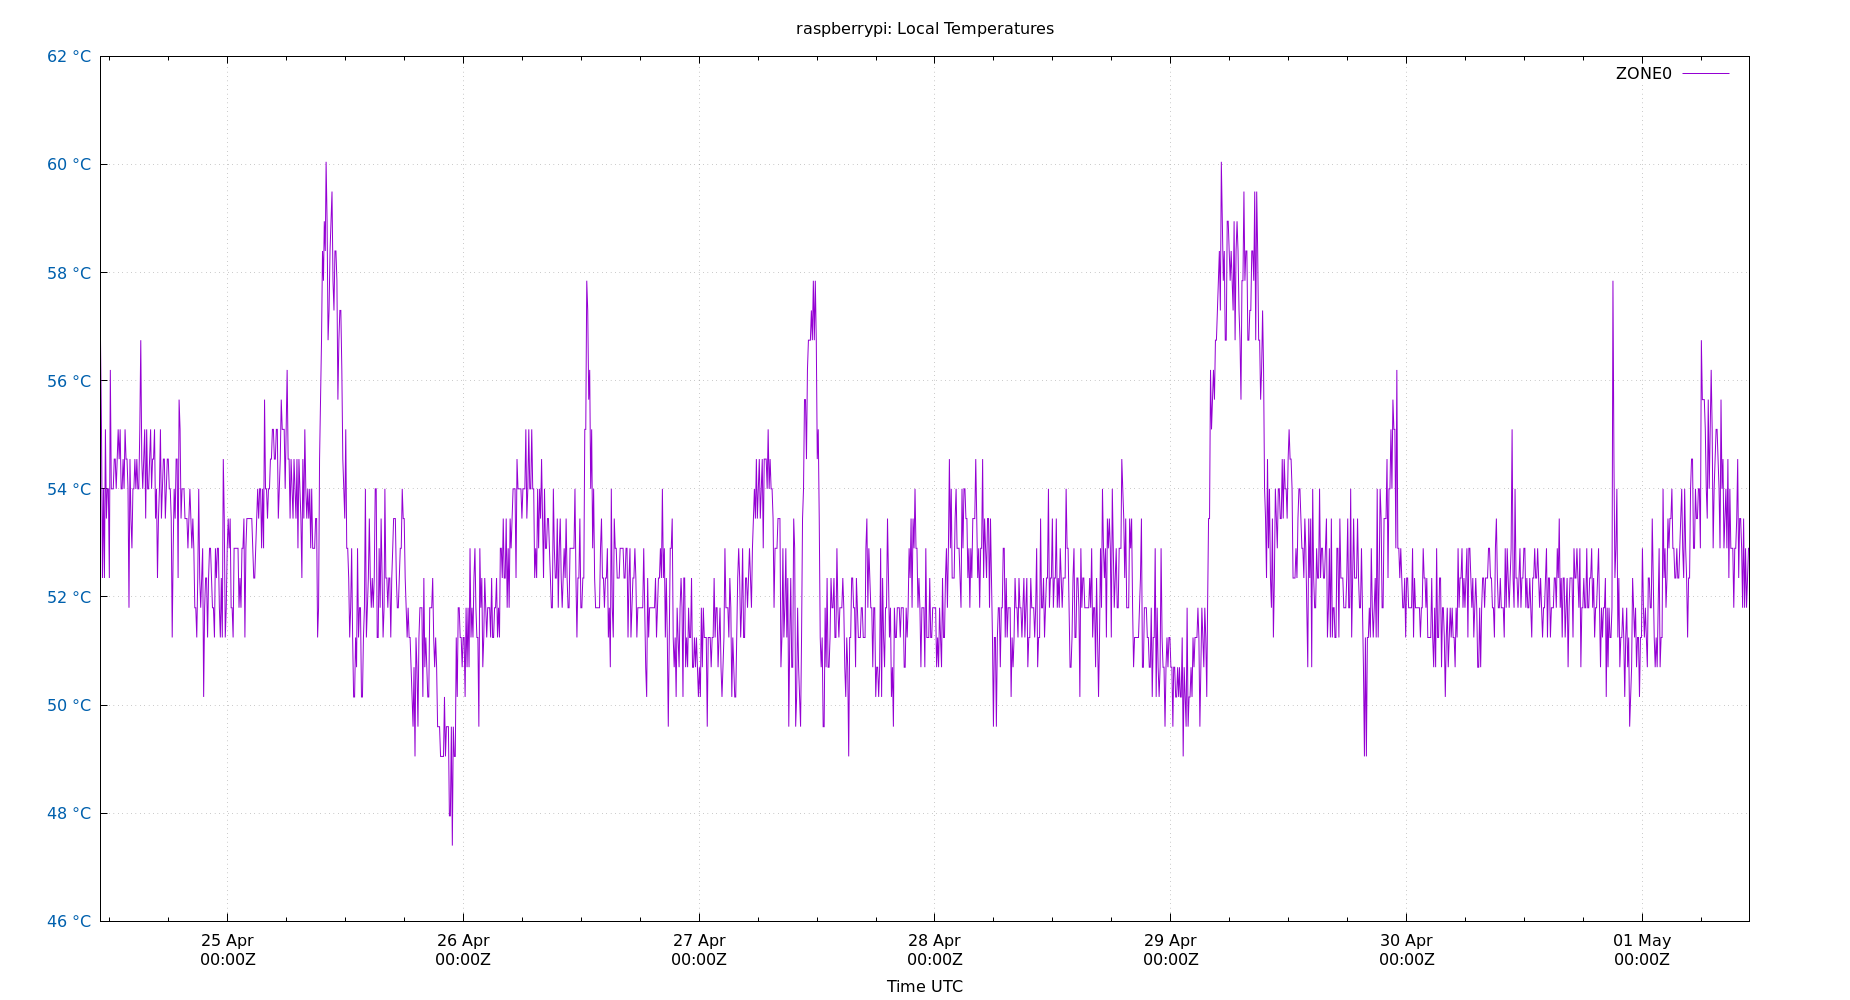 raspberrypi: Local Temperatures
62 °C
ZONE0
60 °C
58 °C
56 °C
54 °C
52 °C
50 °C
48 °C
46 °C
25 Apr 26 Apr 27 Apr 28 Apr 29 Apr 30 Apr 01 May
00:00Z 00:00Z 00:00Z 00:00Z 00:00Z 00:00Z 00:00Z
Time UTC